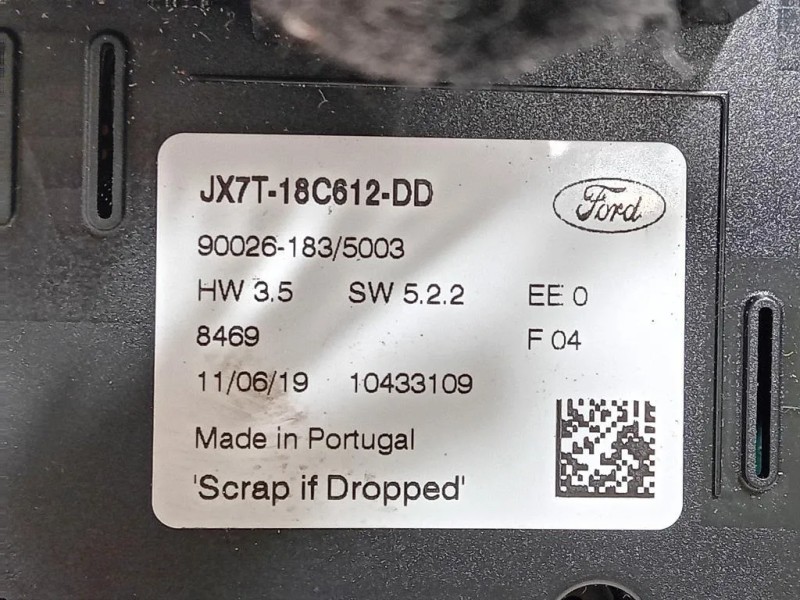 JX7T-18C612-DD
Ford
90026-183/5003
HW 3.5 SW 5.2.2 EE 0
8469 F 04
11/06/19 10433109
Made in Portugal
'Scrap if Dropped'